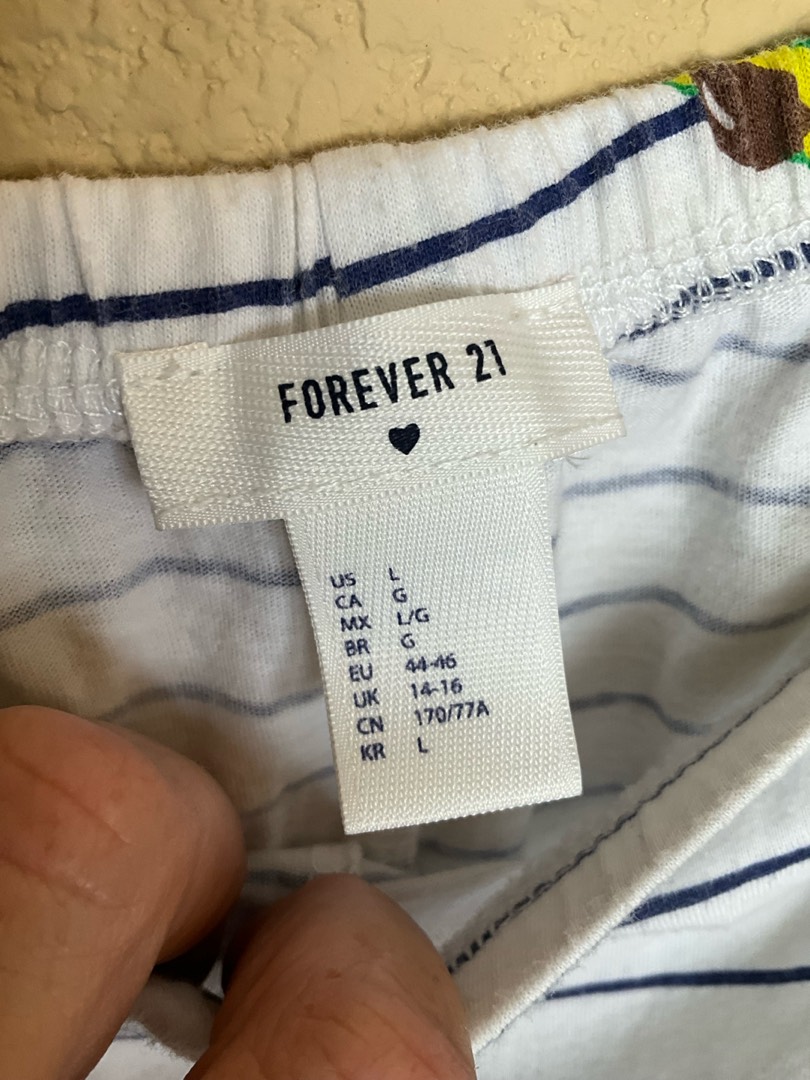 FOREVER 21
US L
CA G
MX L/G
BR G
EU 44-46
UK 14-16
CN 170/77A
KR L